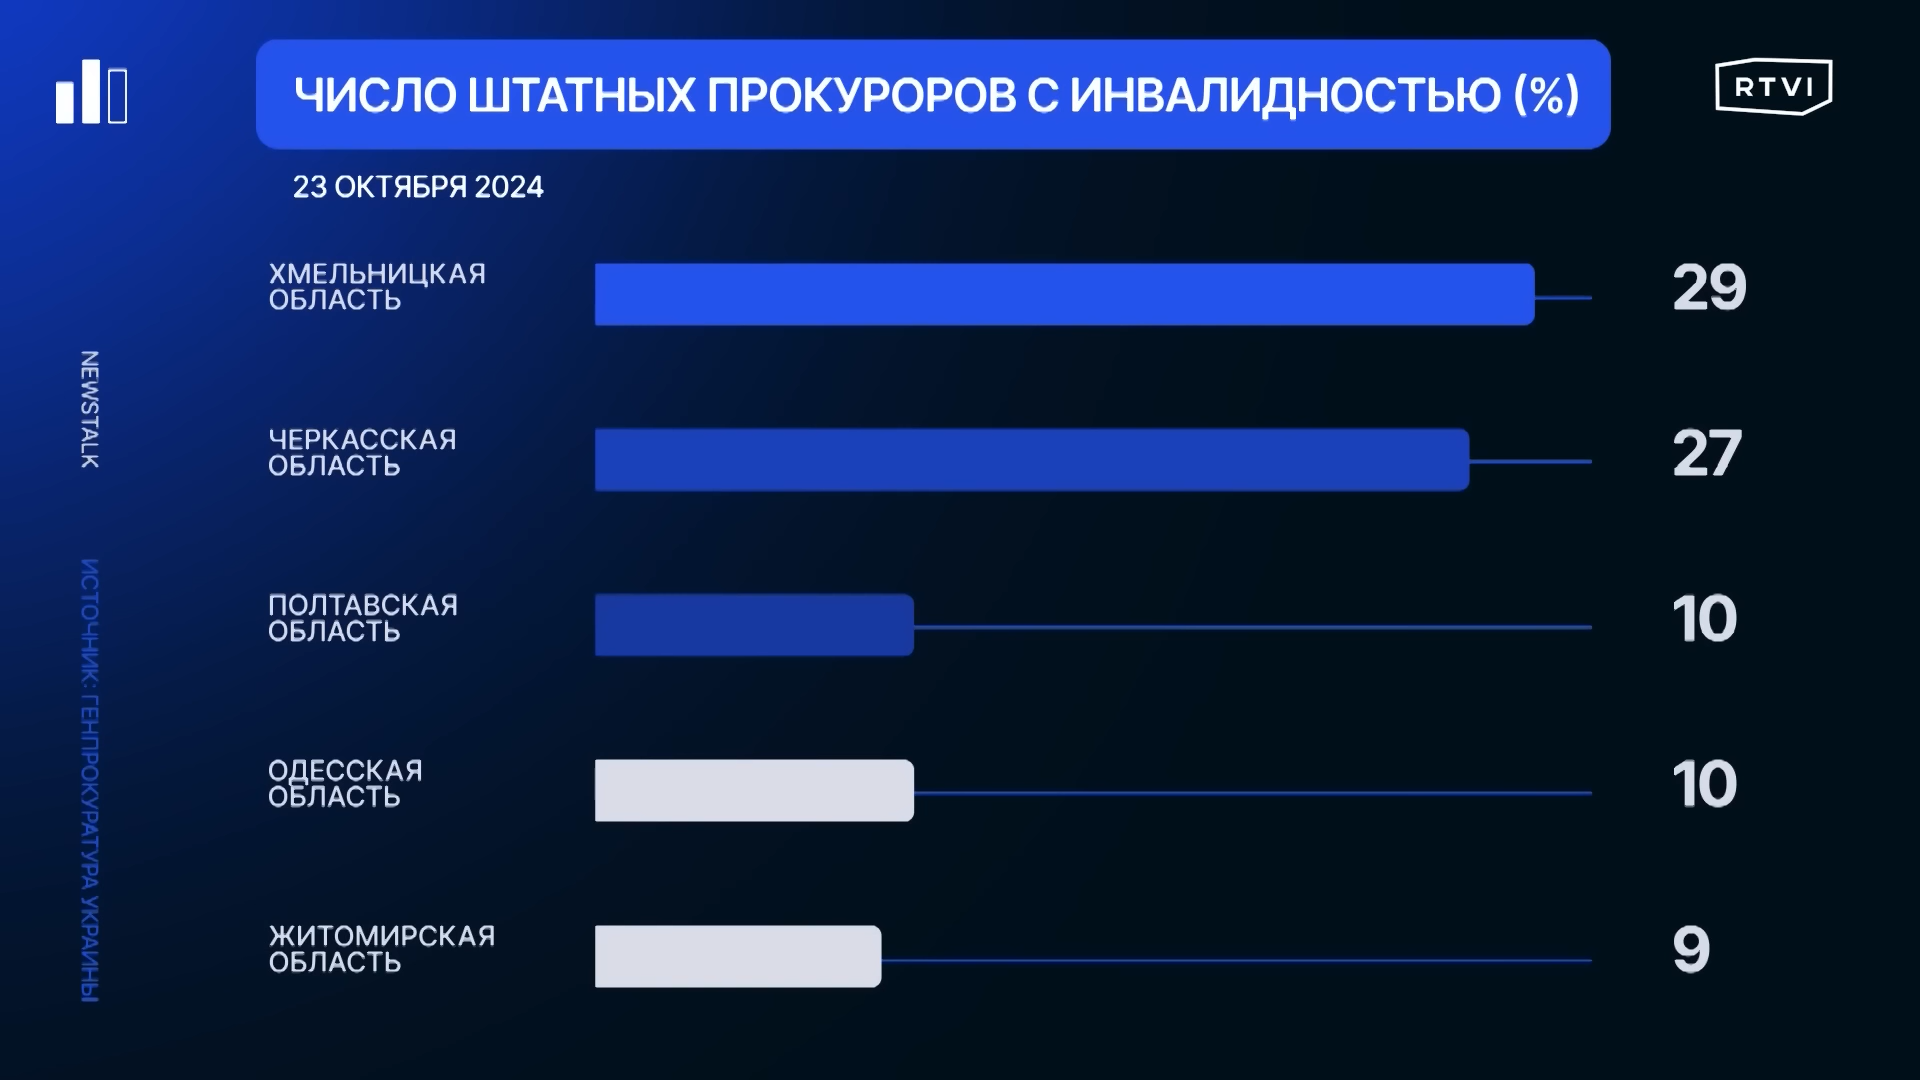 ЧИСЛО ШТАТНЫХ ПРОКУРОРОВ С ИНВАЛИДНОСТЬЮ (%)
RTVI
23 ОКТЯБРЯ 2024
ХМЕЛЬНИЦКАЯ
ОБЛАСТЬ
29
ЧЕРКАССКАЯ
ОБЛАСТЬ
27
ПОЛТАВСКАЯ
ОБЛАСТЬ
10
ОДЕССКАЯ
ОБЛАСТЬ
10
ЖИТОМИРСКАЯ
ОБЛАСТЬ
9
NEWSTALK
ИСТОЧНИК: ГЕНПРОКУРАТУРА УКРАИНЫ